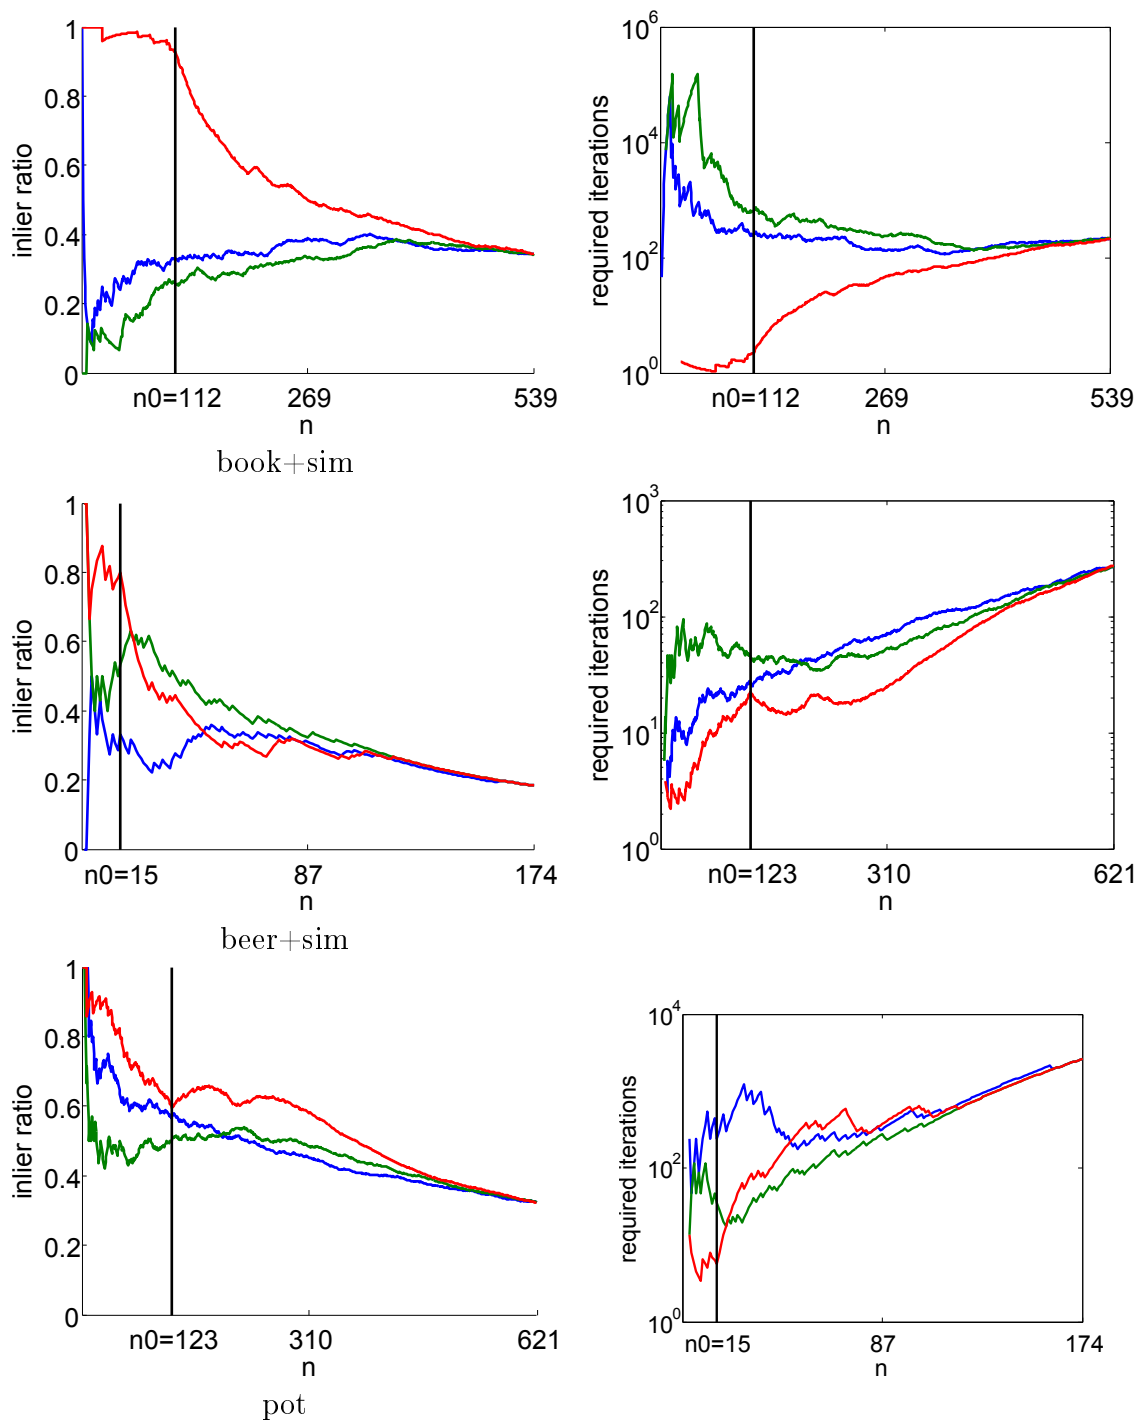 1
0.8
0.6
0.4
0.2
0
inlier ratio
n0=112 269 539
n
10^6
10^4
10^2
10^0
required iterations
n0=112 269 539
n
book+sim
1
0.8
0.6
0.4
0.2
0
inlier ratio
n0=15 87 174
n
10^3
10^2
10^1
10^0
required iterations
n0=123 310 621
n
beer+sim
1
0.8
0.6
0.4
0.2
0
inlier ratio
n0=123 310 621
n
10^4
10^2
10^0
required iterations
n0=15 87 174
n
pot